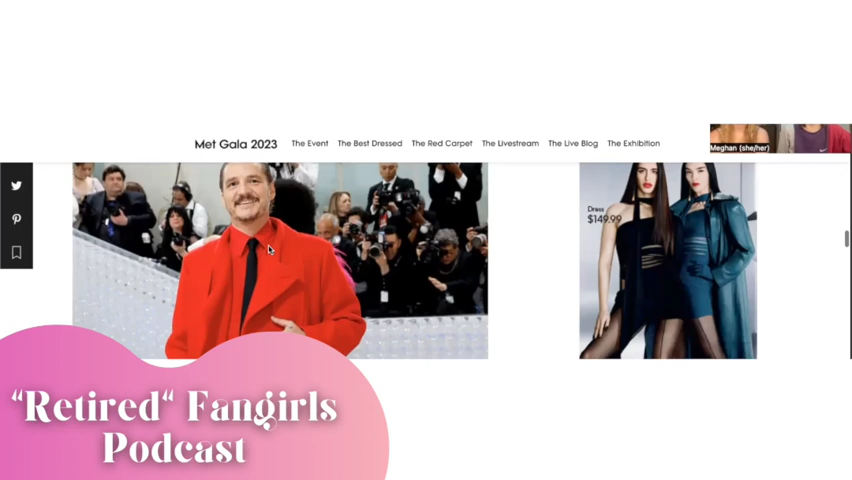 Met Gala 2023 The Event The Best Dressed The Red Carpet The Livestream The Live Blog The Exhibition
Meghan (she/her)
Dress
$149.99
“Retired“ Fangirls
Podcast